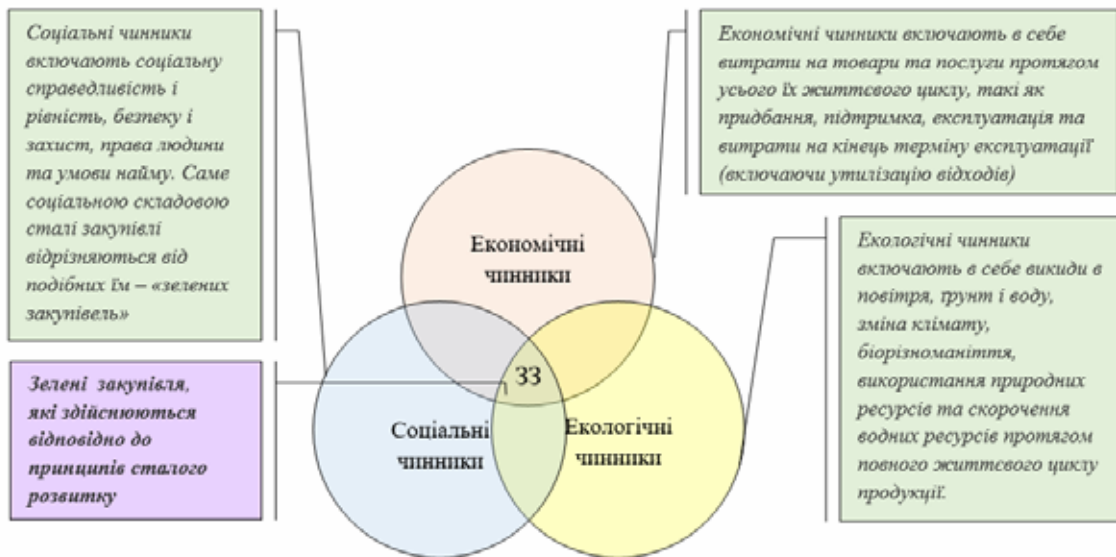 Соціальні чинники
включають соціальну
справедливість і
рівність, безпеку і
захист, права людини
та умови найму. Саме
соціальною складовою
сталі закупівлі
відрізняються від
подібних їм – «зелених
закупівель»
Економічні чинники включають в себе
витрати на товари та послуги протягом
усього їх життєвого циклу, такі як
придбання, підтримка, експлуатація та
витрати на кінець терміну експлуатації
(включаючи утилізацію відходів)
Екологічні чинники
включають в себе викиди в
повітря, ґрунт і воду,
зміна клімату,
біорізноманіття,
використання природних
ресурсів та скорочення
водних ресурсів протягом
повного життєвого циклу
продукції.
Зелені закупівля,
які здійснюються
відповідно до
принципів сталого
розвитку
Економічні
чинники
ЗЗ
Соціальні
чинники
Екологічні
чинники